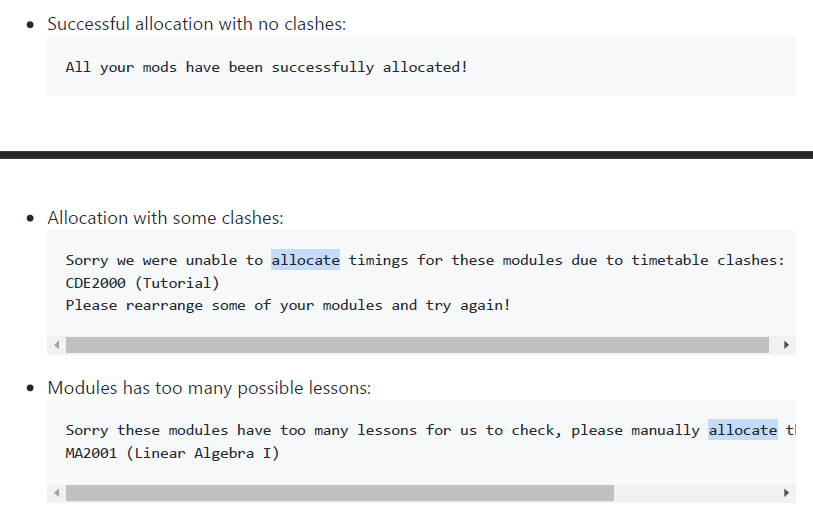 Successful allocation with no clashes:
All your mods have been successfully allocated!
Allocation with some clashes:
Sorry we were unable to allocate timings for these modules due to timetable clashes:
CDE2000 (Tutorial)
Please rearrange some of your modules and try again!
Modules has too many possible lessons:
Sorry these modules have too many lessons for us to check, please manually allocate
MA2001 (Linear Algebra I)